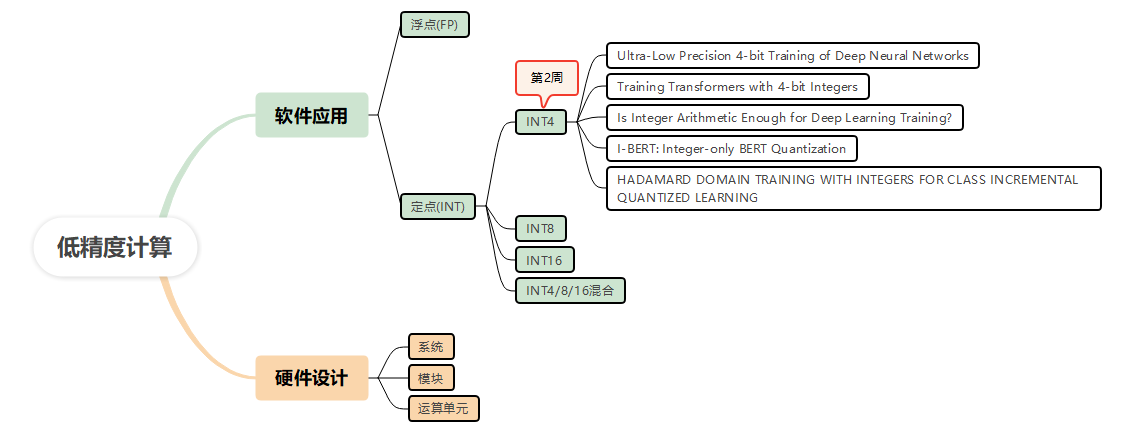 低精度计算
软件应用
浮点(FP)
定点(INT)
第2周
INT4
Ultra-Low Precision 4-bit Training of Deep Neural Networks
Training Transformers with 4-bit Integers
Is Integer Arithmetic Enough for Deep Learning Training?
I-BERT: Integer-only BERT Quantization
HADAMARD DOMAIN TRAINING WITH INTEGERS FOR CLASS INCREMENTAL
QUANTIZED LEARNING
INT8
INT16
INT4/8/16混合
硬件设计
系统
模块
运算单元